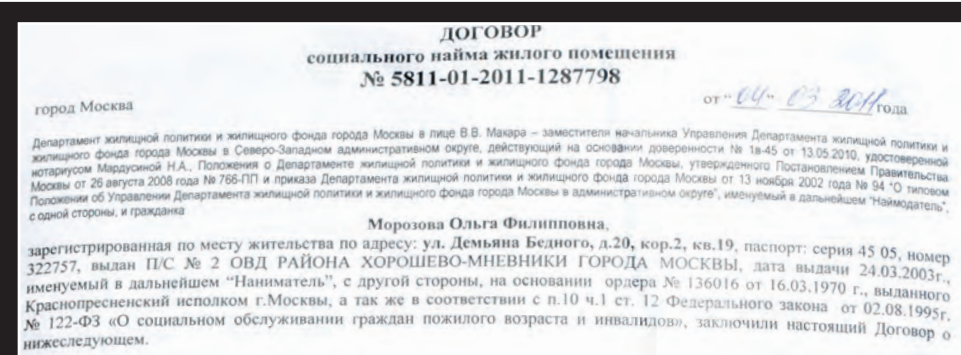 ДОГОВОР
социального найма жилого помещения
№ 5811-01-2011-1287798
город Москва
от "04" 03 2011 года
Департамент жилищной политики и жилищного фонда города Москвы в лице В.В. Макара – заместителя начальника Управления Департамента жилищной политики и
жилищного фонда города Москвы в Северо-Западном административном округе, действующий на основании доверенности № 1в-45 от 13.05.2010, удостоверенной
нотариусом Мардусиной Н.А., Положения о Департаменте жилищной политики и жилищного фонда города Москвы, утвержденного Постановлением Правительства
Москвы от 26 августа 2008 года № 766-ПП и приказа Департамента жилищной политики и жилищного фонда города Москвы от 13 ноября 2002 года № 94 "О типовом
Положении об Управлении Департамента жилищной политики и жилищного фонда города Москвы в административном округе", именуемый в дальнейшем "Наймодатель",
с одной стороны, и гражданка
Морозова Ольга Филипповна,
зарегистрированная по месту жительства по адресу: ул. Демьяна Бедного, д.20, кор.2, кв.19, паспорт: серия 45 05, номер
322757, выдан П/С № 2 ОВД РАЙОНА ХОРОШЕВО-МНЕВНИКИ ГОРОДА МОСКВЫ, дата выдачи 24.03.2003г.,
именуемый в дальнейшем "Наниматель", с другой стороны, на основании ордера № 136016 от 16.03.1970 г., выданного
Краснопресненский исполком г.Москвы, а так же в соответствии с п.10 ч.1 ст. 12 Федерального закона от 02.08.1995г.
№ 122-ФЗ «О социальном обслуживании граждан пожилого возраста и инвалидов», заключили настоящий Договор о
нижеследующем.